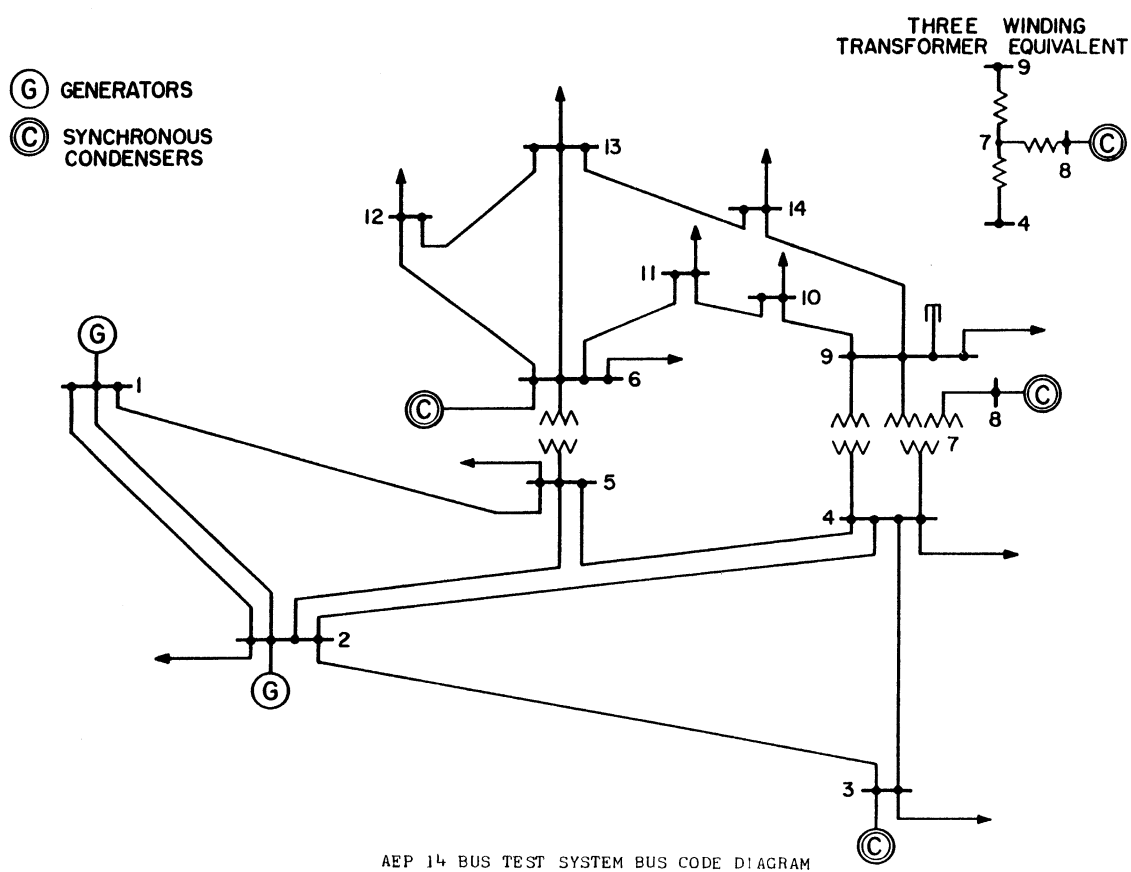 THREE WINDING
TRANSFORMER EQUIVALENT
9
7
C
8
4
G GENERATORS
C SYNCHRONOUS
CONDENSERS
13
12
14
11
10
G
1
9
6
C
8
C
7
5
4
2
G
3
C
AEP 14 BUS TEST SYSTEM BUS CODE DIAGRAM